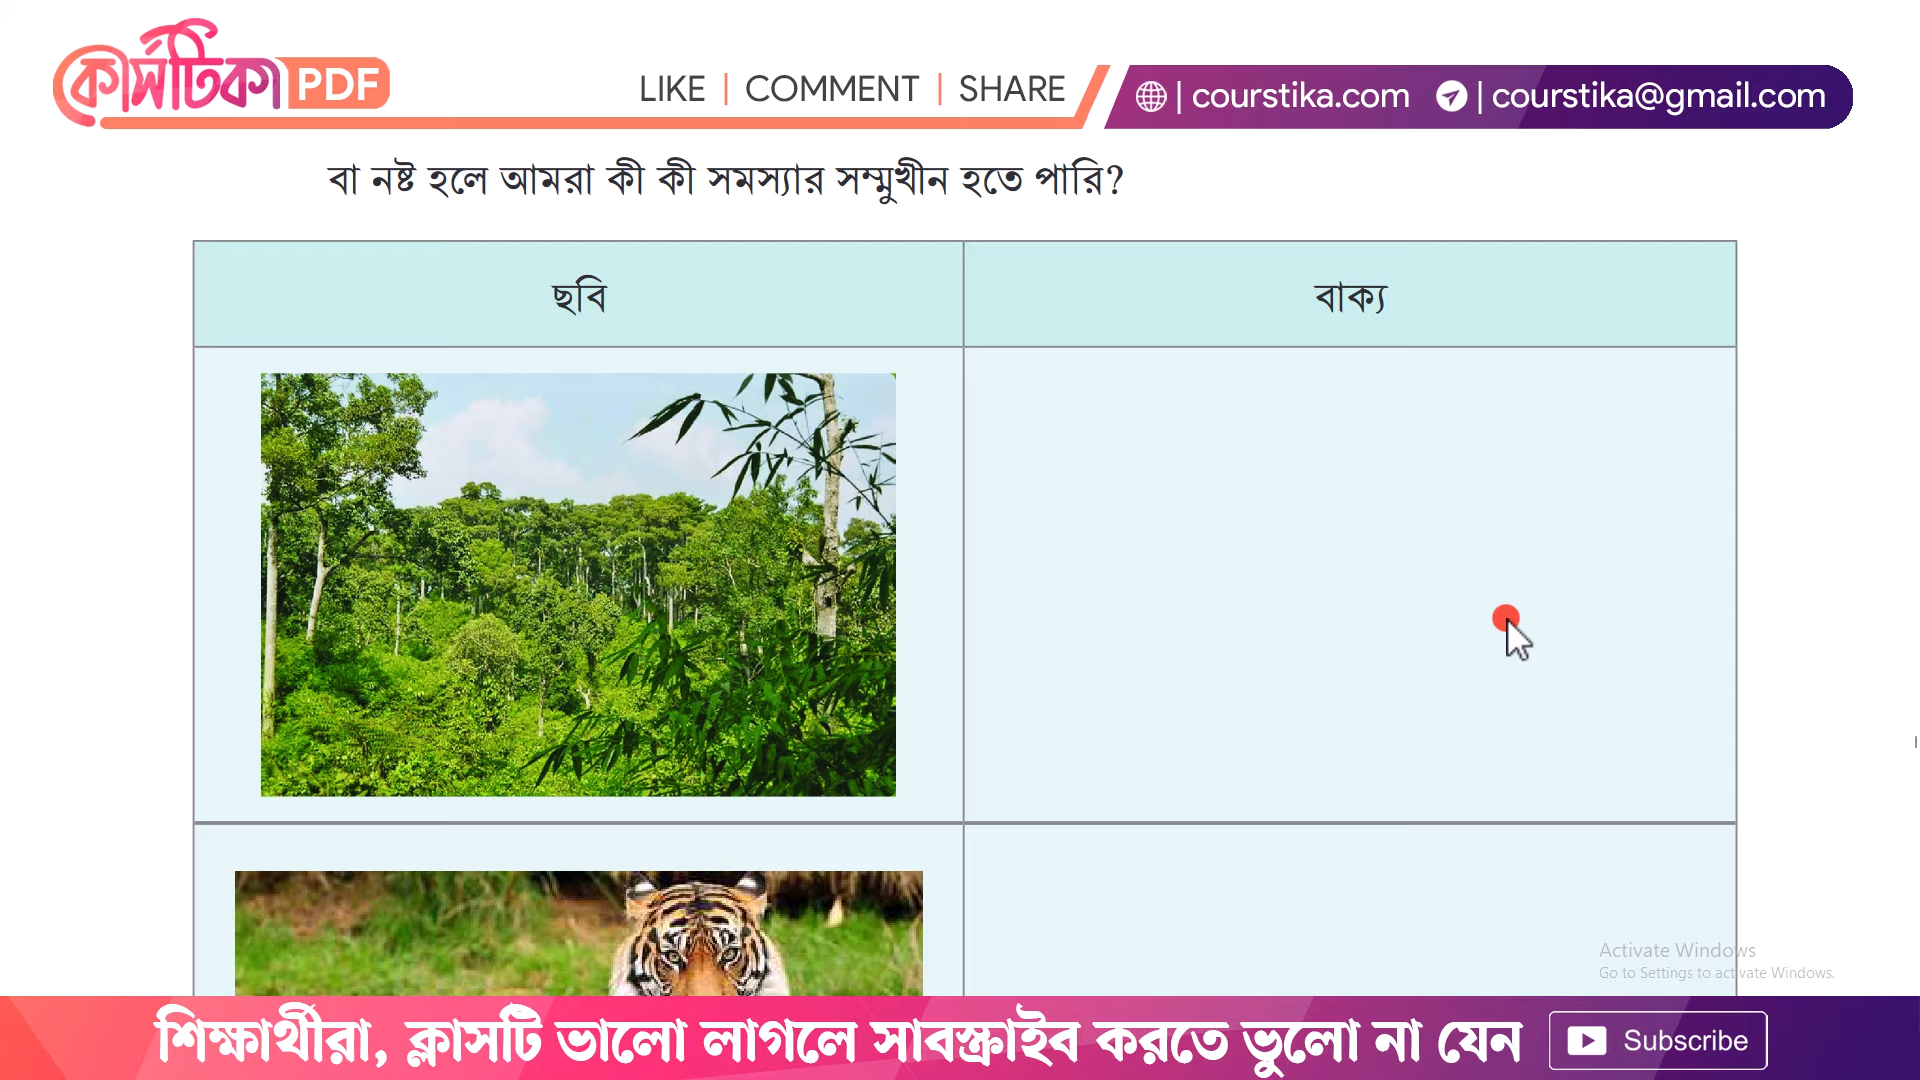 কোর্সটিকা PDF
LIKE | COMMENT | SHARE
| courstika.com
| courstika@gmail.com
বা নষ্ট হলে আমরা কী কী সমস্যার সম্মুখীন হতে পারি?
ছবি
বাক্য
Activate Windows
Go to Settings to activate Windows.
শিক্ষার্থীরা, ক্লাসটি ভালো লাগলে সাবস্ক্রাইব করতে ভুলো না যেন
Subscribe